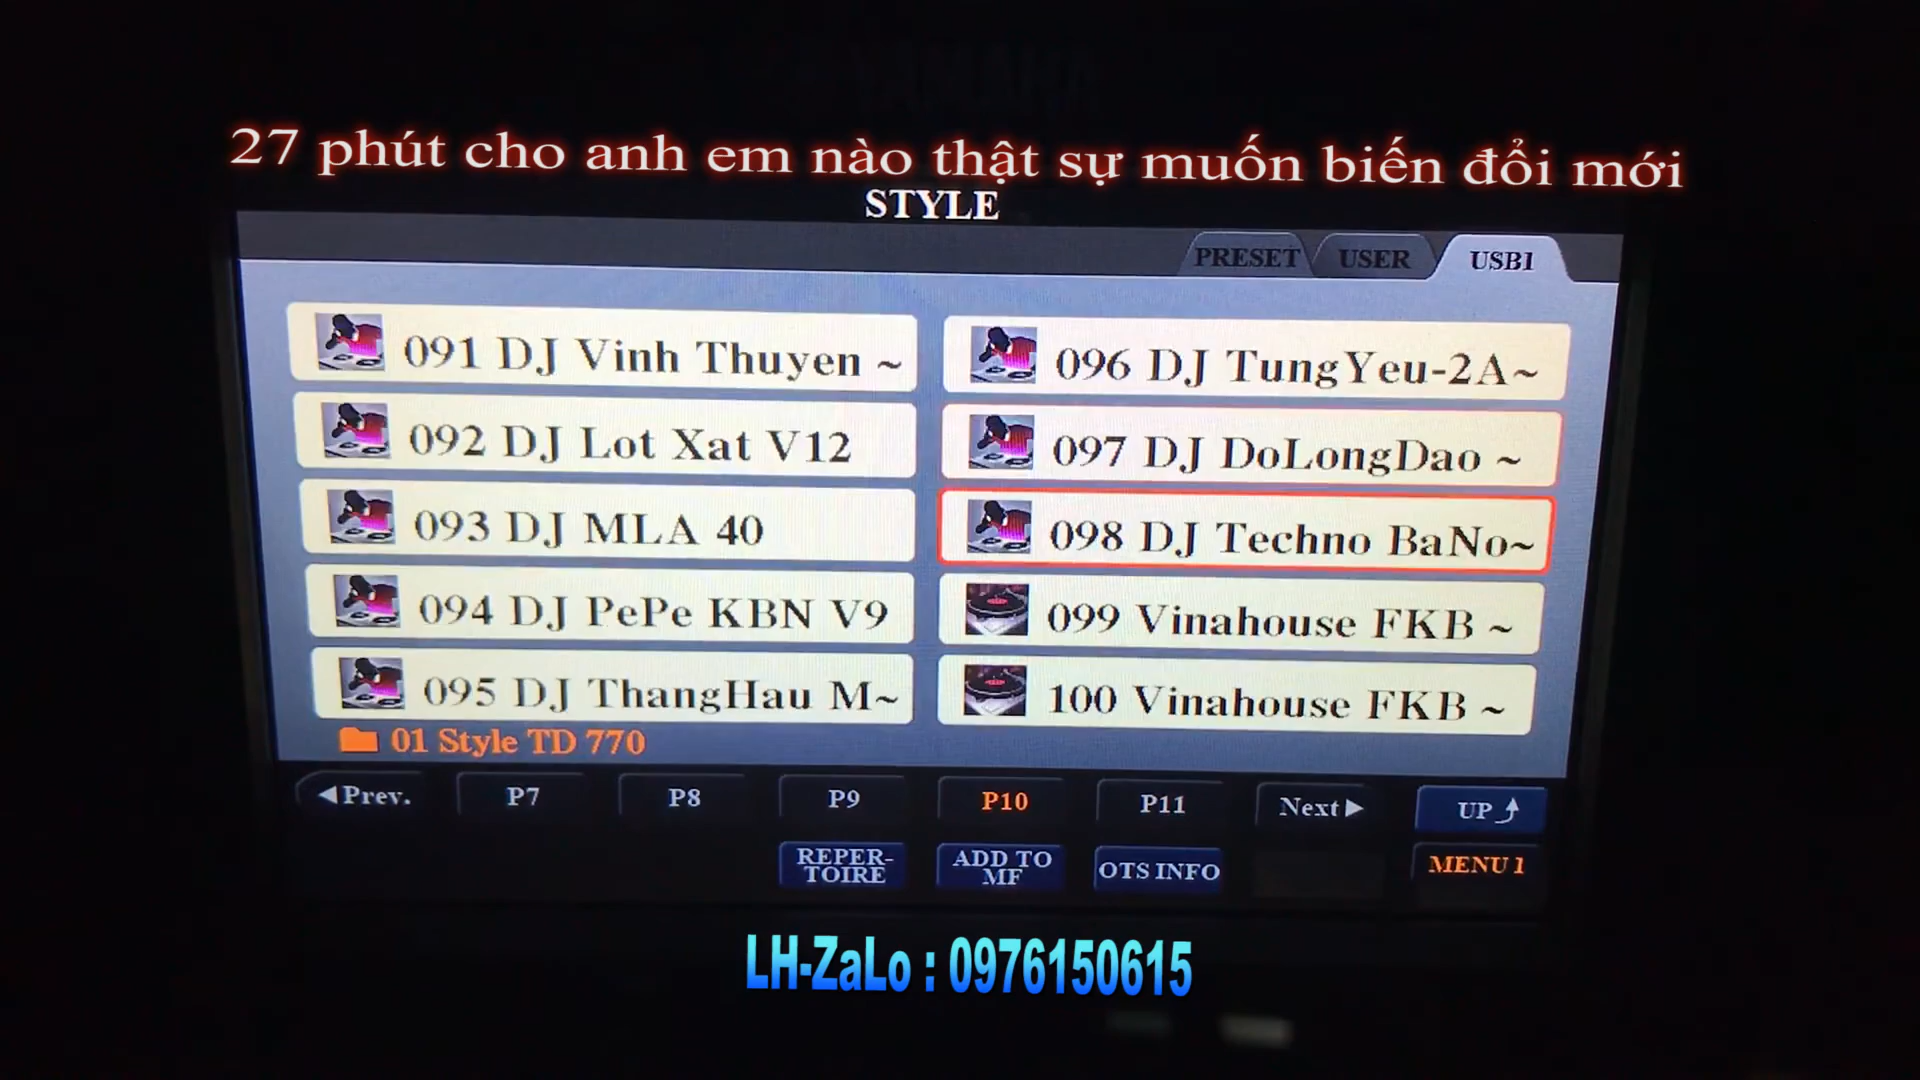 YAMAHA
27 phút cho anh em nào thật sự muốn biến đổi mới
STYLE
PRESET USER USB1
091 DJ Vinh Thuyen ~
092 DJ Lot Xat V12
093 DJ MLA 40
094 DJ PePe KBN V9
095 DJ ThangHau M~
096 DJ TungYeu-2A~
097 DJ DoLongDao ~
098 DJ Techno BaNo~
099 Vinahouse FKB ~
100 Vinahouse FKB ~
01 Style TD 770
◀Prev. P7 P8 P9 P10 P11 Next▶ UP
REPER-
TOIRE
ADD TO
MF
OTS INFO
MENU 1
LH-ZaLo : 0976150615